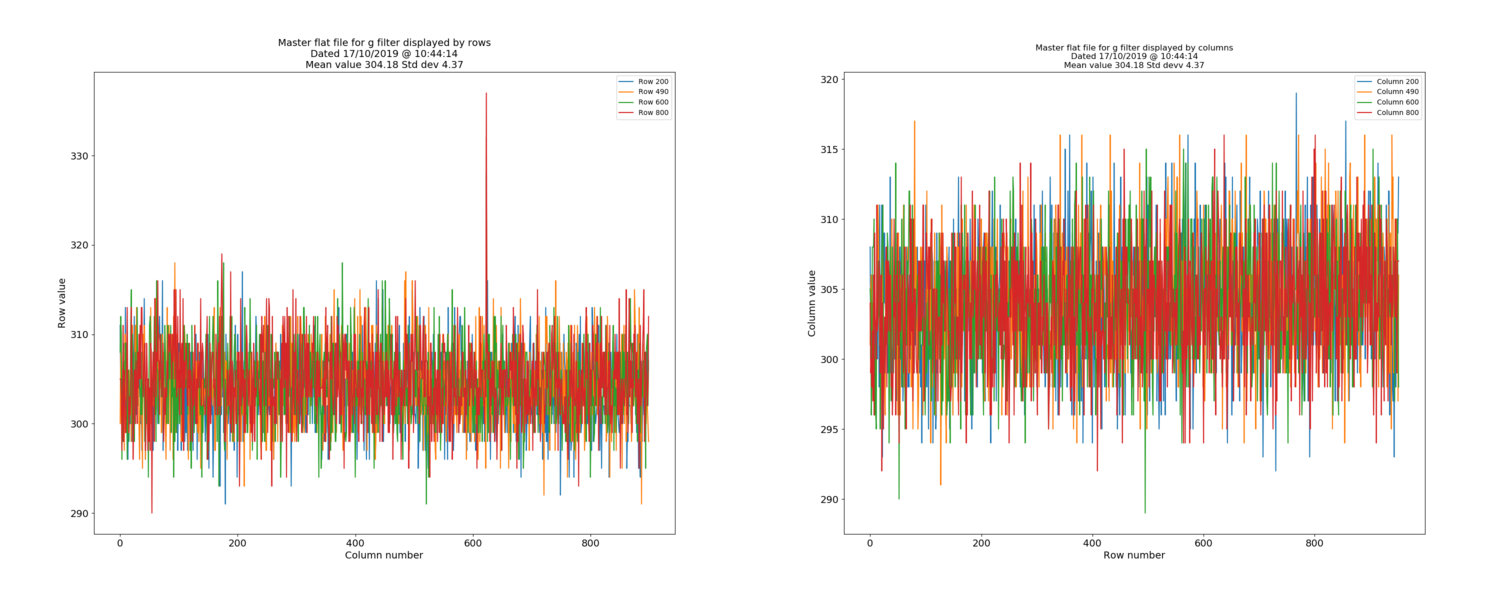 Master flat file for g filter displayed by rows
Dated 17/10/2019 @ 10:44:14
Mean value 304.18 Std dev 4.37
Row 200
Row 490
Row 600
Row 800
330
320
310
300
290
Row value
0 200 400 600 800
Column number
Master flat file for g filter displayed by columns
Dated 17/10/2019 @ 10:44:14
Mean value 304.18 Std devv 4.37
Column 200
Column 490
Column 600
Column 800
320
315
310
305
300
295
290
Column value
0 200 400 600 800
Row number